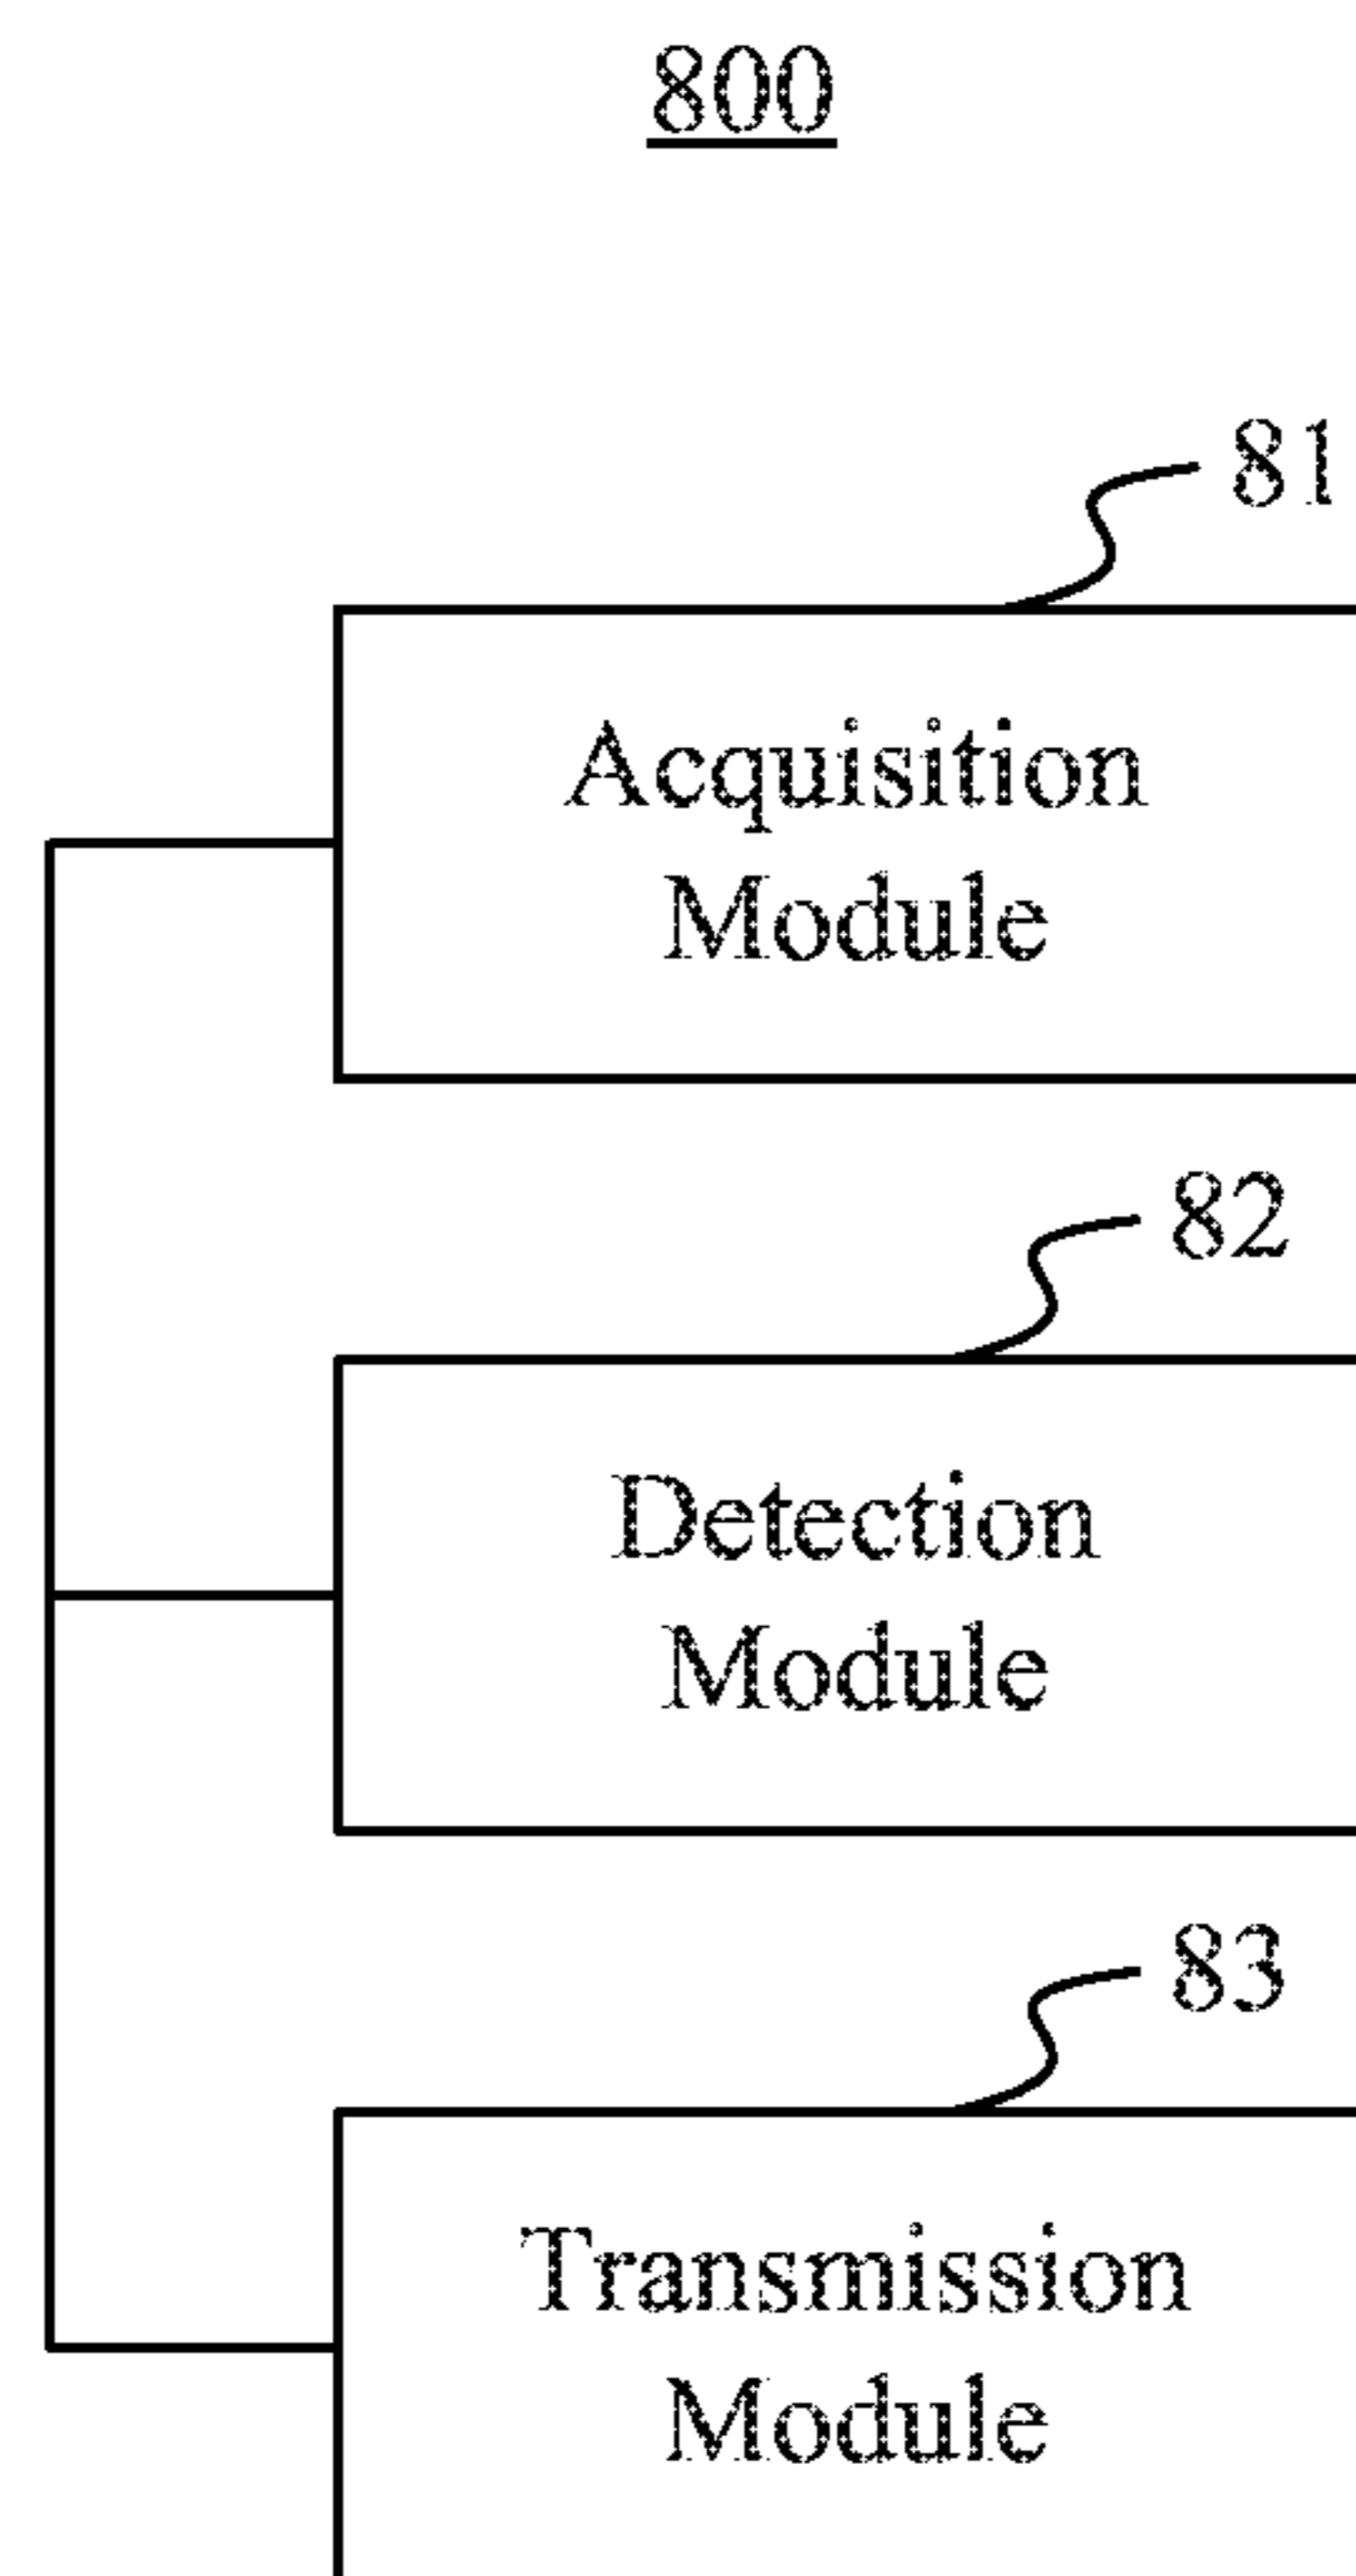 800
81
Acquisition
Module
82
Detection
Module
83
Transmission
Module